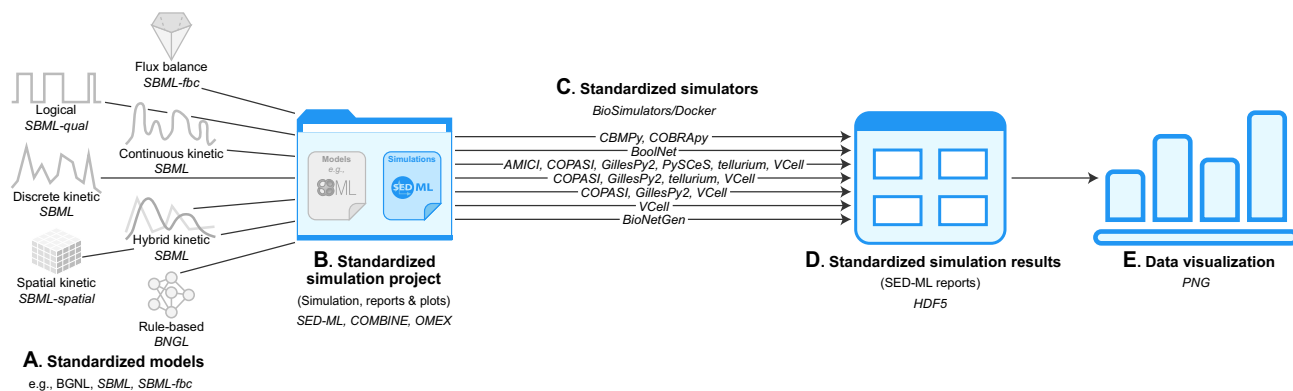 Flux balance
SBML-fbc
Logical
SBML-qual
Continuous kinetic
SBML
Discrete kinetic
SBML
Hybrid kinetic
SBML
Spatial kinetic
SBML-spatial
Rule-based
BNGL
A. Standardized models
e.g., BGNL, SBML, SBML-fbc
Models
e.g.,
ML
Simulations
SED ML
B. Standardized
simulation project
(Simulation, reports & plots)
SED-ML, COMBINE, OMEX
C. Standardized simulators
BioSimulators/Docker
CBMPy, COBRApy
BoolNet
AMICI, COPASI, GillesPy2, PySCeS, tellurium, VCell
COPASI, GillesPy2, tellurium, VCell
COPASI, GillesPy2, VCell
VCell
BioNetGen
D. Standardized simulation results
(SED-ML reports)
HDF5
E. Data visualization
PNG